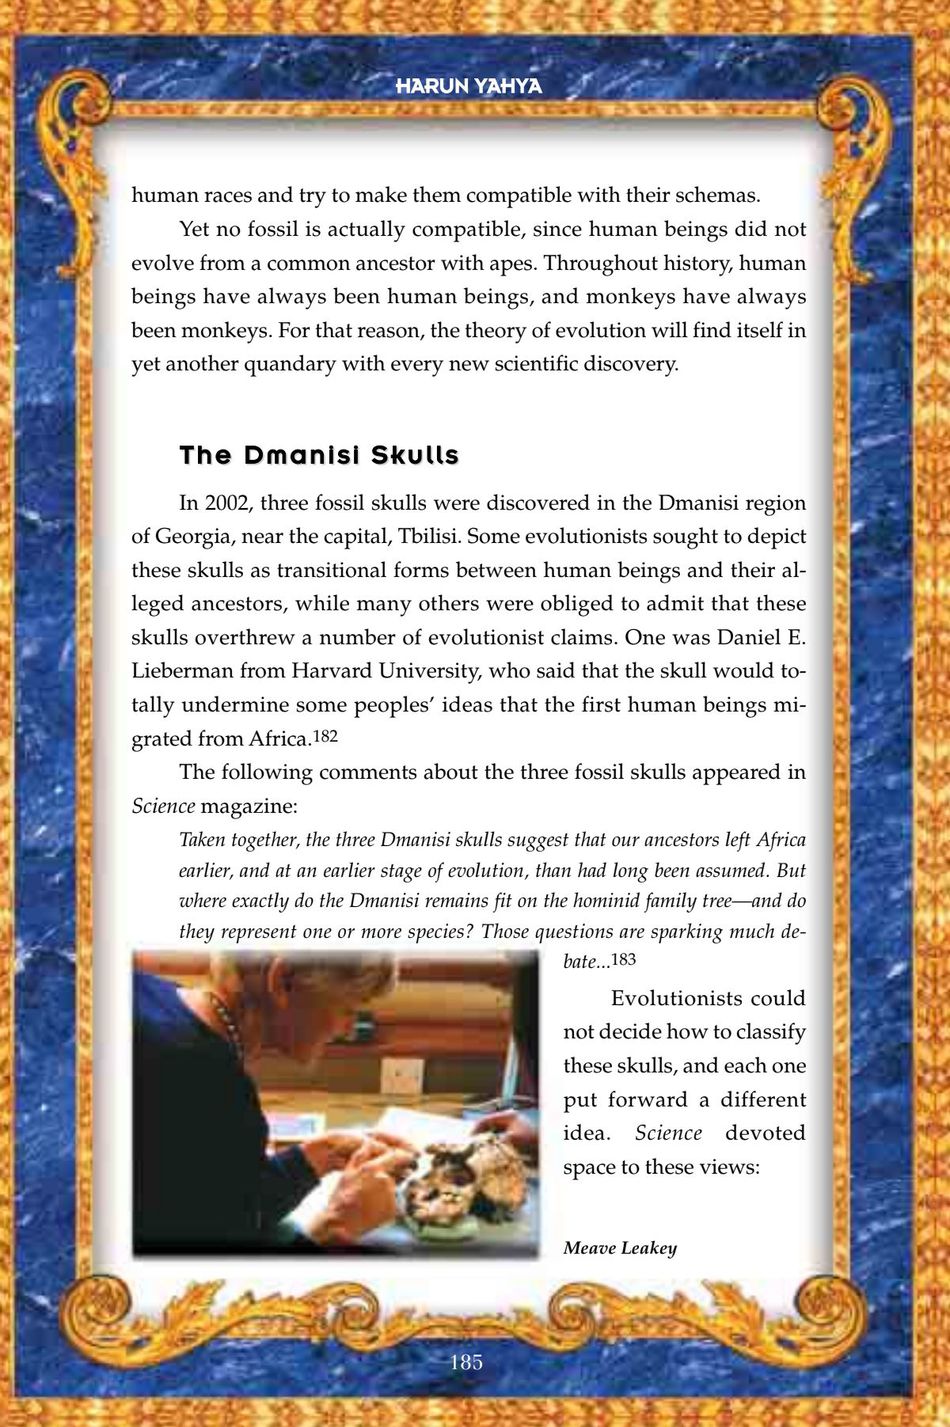 HARUN YAHYA
human races and try to make them compatible with their schemas.
Yet no fossil is actually compatible, since human beings did not
evolve from a common ancestor with apes. Throughout history, human
beings have always been human beings, and monkeys have always
been monkeys. For that reason, the theory of evolution will find itself in
yet another quandary with every new scientific discovery.
The Dmanisi Skulls
In 2002, three fossil skulls were discovered in the Dmanisi region
of Georgia, near the capital, Tbilisi. Some evolutionists sought to depict
these skulls as transitional forms between human beings and their al-
leged ancestors, while many others were obliged to admit that these
skulls overthrew a number of evolutionist claims. One was Daniel E.
Lieberman from Harvard University, who said that the skull would to-
tally undermine some peoples’ ideas that the first human beings mi-
grated from Africa.182
The following comments about the three fossil skulls appeared in
Science magazine:
Taken together, the three Dmanisi skulls suggest that our ancestors left Africa
earlier, and at an earlier stage of evolution, than had long been assumed. But
where exactly do the Dmanisi remains fit on the hominid family tree—and do
they represent one or more species? Those questions are sparking much de-
bate...183
Evolutionists could
not decide how to classify
these skulls, and each one
put forward a different
idea. Science devoted
space to these views:
Meave Leakey
185